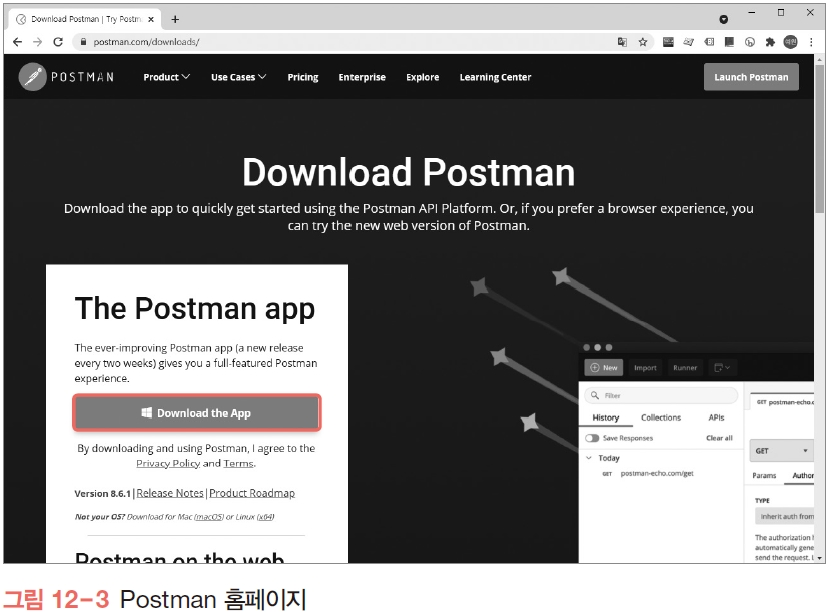 Download Postman | Try Postm
postman.com/downloads/
POSTMAN
Product
Use Cases
Pricing
Enterprise
Explore
Learning Center
Launch Postman
Download Postman
Download the app to quickly get started using the Postman API Platform. Or, if you prefer a browser experience, you
can try the new web version of Postman.
The Postman app
The ever-improving Postman app (a new release
every two weeks) gives you a full-featured Postman
experience.
Download the App
By downloading and using Postman, I agree to the
Privacy Policy and Terms.
Version 8.6.1 | Release Notes | Product Roadmap
Not your OS? Download for Mac (macOS) or Linux (x64)
Postman on the web
New
Import
Runner
Filter
History
Collections
APIs
Save Responses
Clear all
Today
GET postman-echo.com/get
GET postman-echo.c
GET
Params
Author
TYPE
Inherit auth from
The authorization h
automatically gene
send the request. L
그림 12-3 Postman 홈페이지